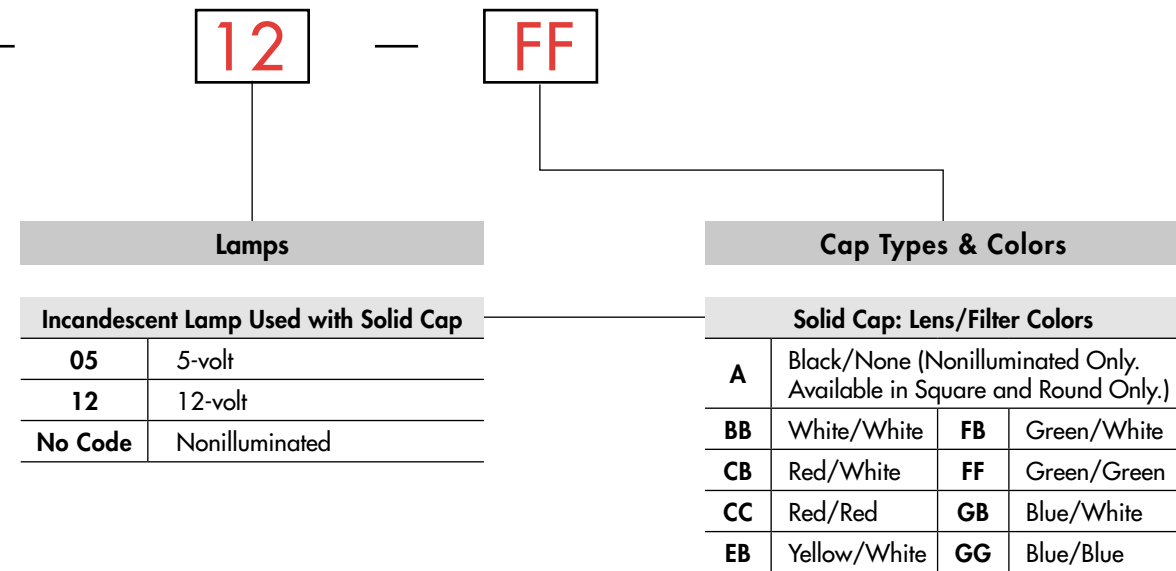 — 12 — FF
Lamps
Incandescent Lamp Used with Solid Cap
05 5-volt
12 12-volt
No Code Nonilluminated
Cap Types & Colors
Solid Cap: Lens/Filter Colors
A Black/None (Nonilluminated Only.
Available in Square and Round Only.)
BB White/White FB Green/White
CB Red/White FF Green/Green
CC Red/Red GB Blue/White
EB Yellow/White GG Blue/Blue